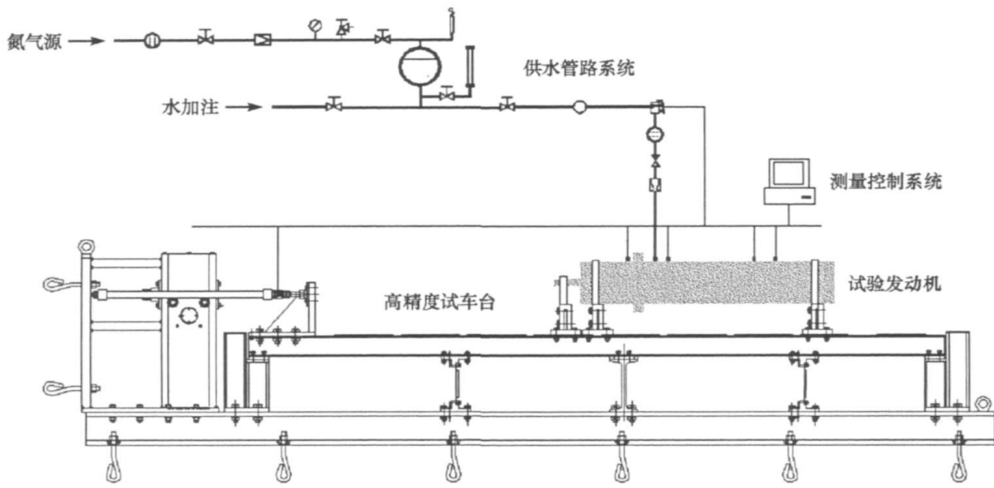 氮气源
供水管路系统
水加注
测量控制系统
高精度试车台
试验发动机